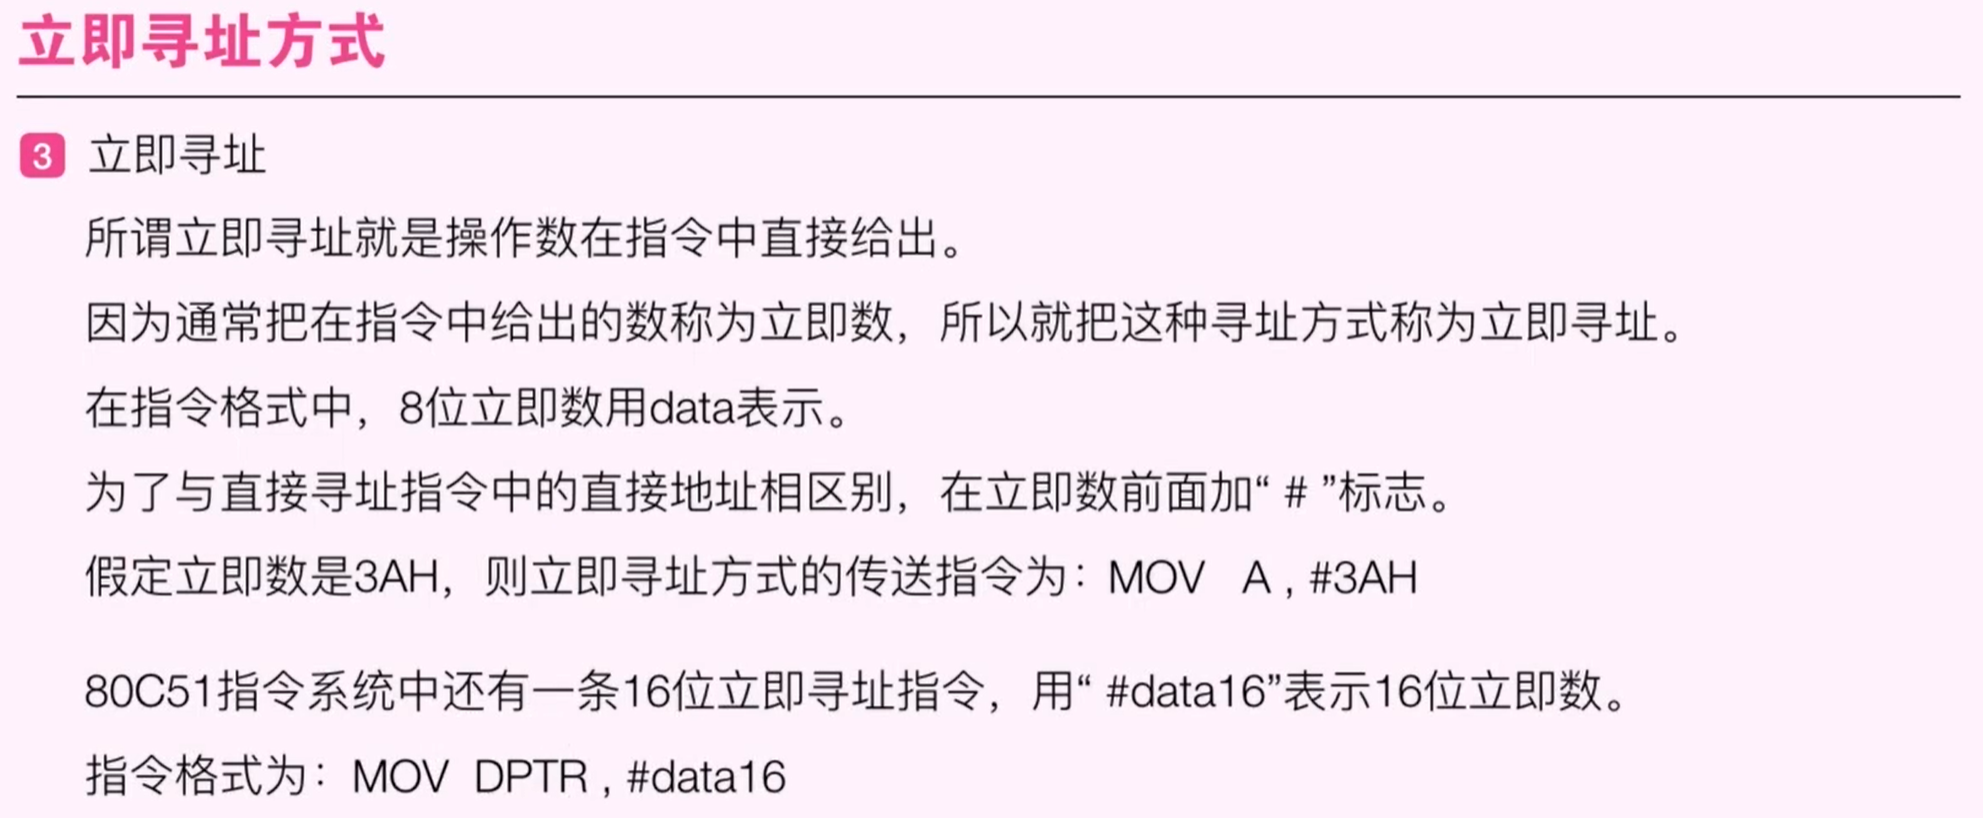 立即寻址方式
3 立即寻址
所谓立即寻址就是操作数在指令中直接给出。
因为通常把在指令中给出的数称为立即数，所以就把这种寻址方式称为立即寻址。
在指令格式中，8位立即数用data表示。
为了与直接寻址指令中的直接地址相区别，在立即数前面加“ # ”标志。
假定立即数是3AH，则立即寻址方式的传送指令为：MOV A , #3AH
80C51指令系统中还有一条16位立即寻址指令，用“ #data16”表示16位立即数。
指令格式为：MOV DPTR , #data16